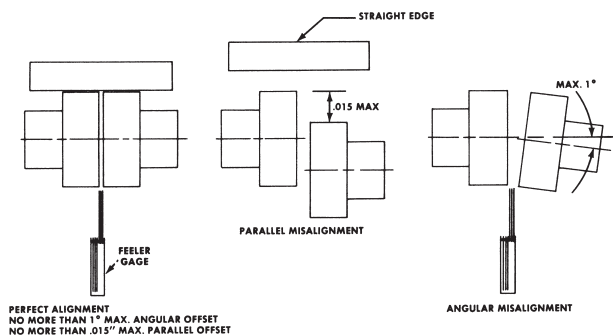 STRAIGHT EDGE
.015 MAX
MAX. 1°
PARALLEL MISALIGNMENT
FEELER
GAGE
PERFECT ALIGNMENT
NO MORE THAN 1° MAX. ANGULAR OFFSET
NO MORE THAN .015" MAX. PARALLEL OFFSET
ANGULAR MISALIGNMENT